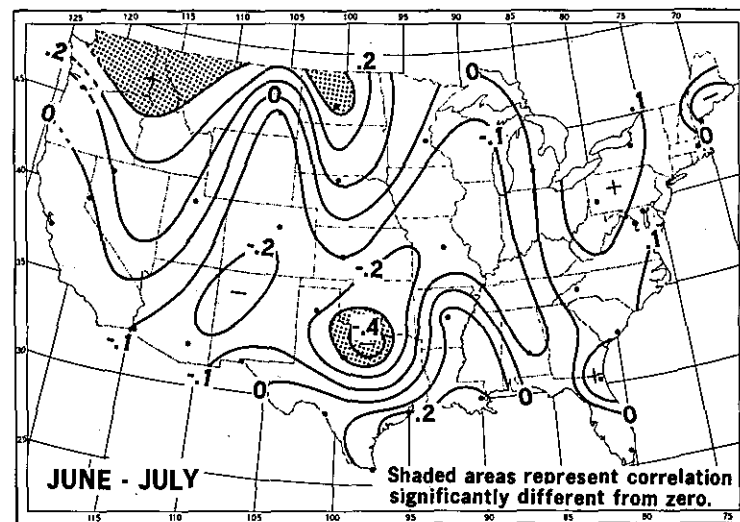 125 120 115 110 105 100 95 90 85 80 75 70
.2 .2 0
45 0 -.1 .1 - 0
0 +
40
-.2 .1
35 - -.2
-.4
-
30 -.1 -.1 +
0 .2 0 0
25
JUNE - JULY
Shaded areas represent correlation
significantly different from zero.
115 110 105 100 95 90 85 80 75